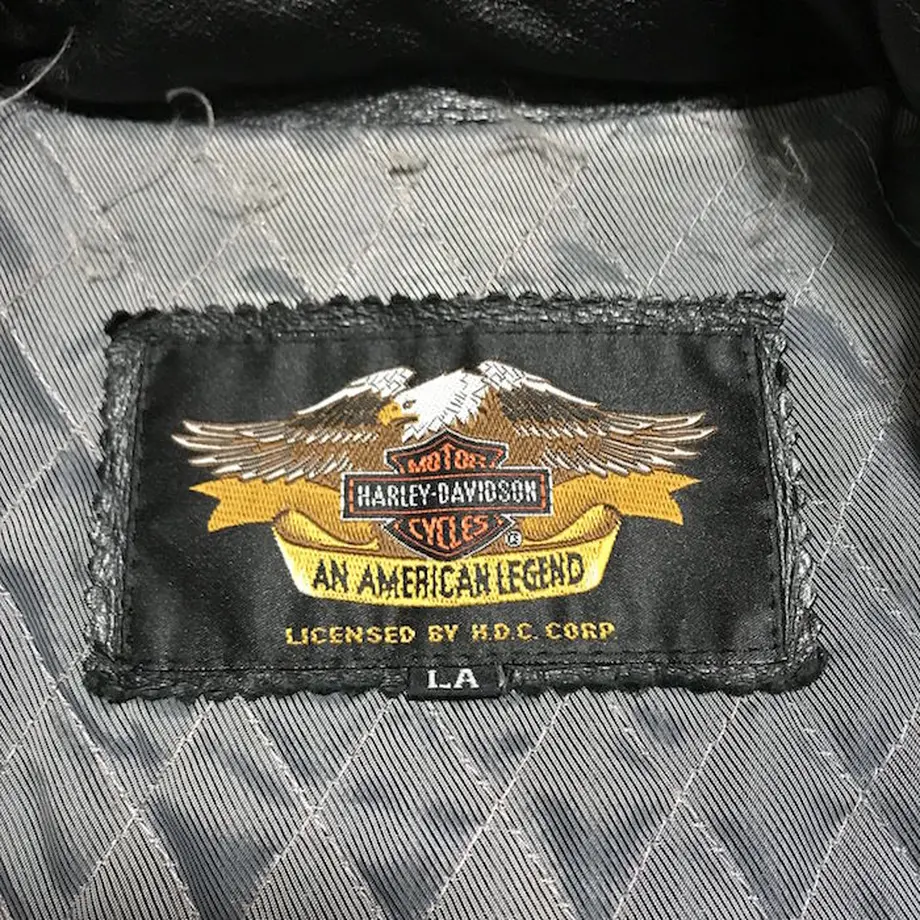 MOTOR
HARLEY-DAVIDSON
CYCLES
®
AN AMERICAN LEGEND
LICENSED BY H.D.C. CORP
LA